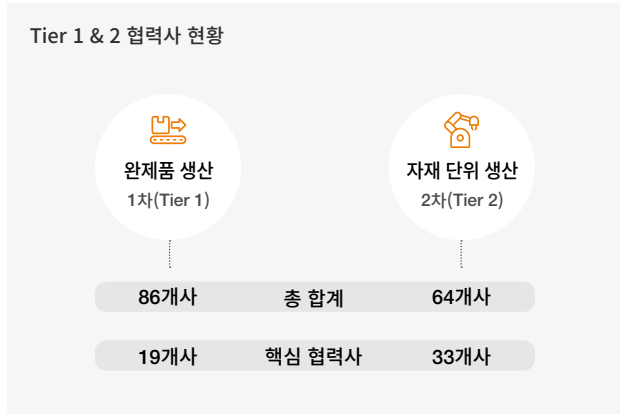 Tier 1 & 2 협력사 현황
완제품 생산
1차(Tier 1)
자재 단위 생산
2차(Tier 2)
86개사 총 합계 64개사
19개사 핵심 협력사 33개사